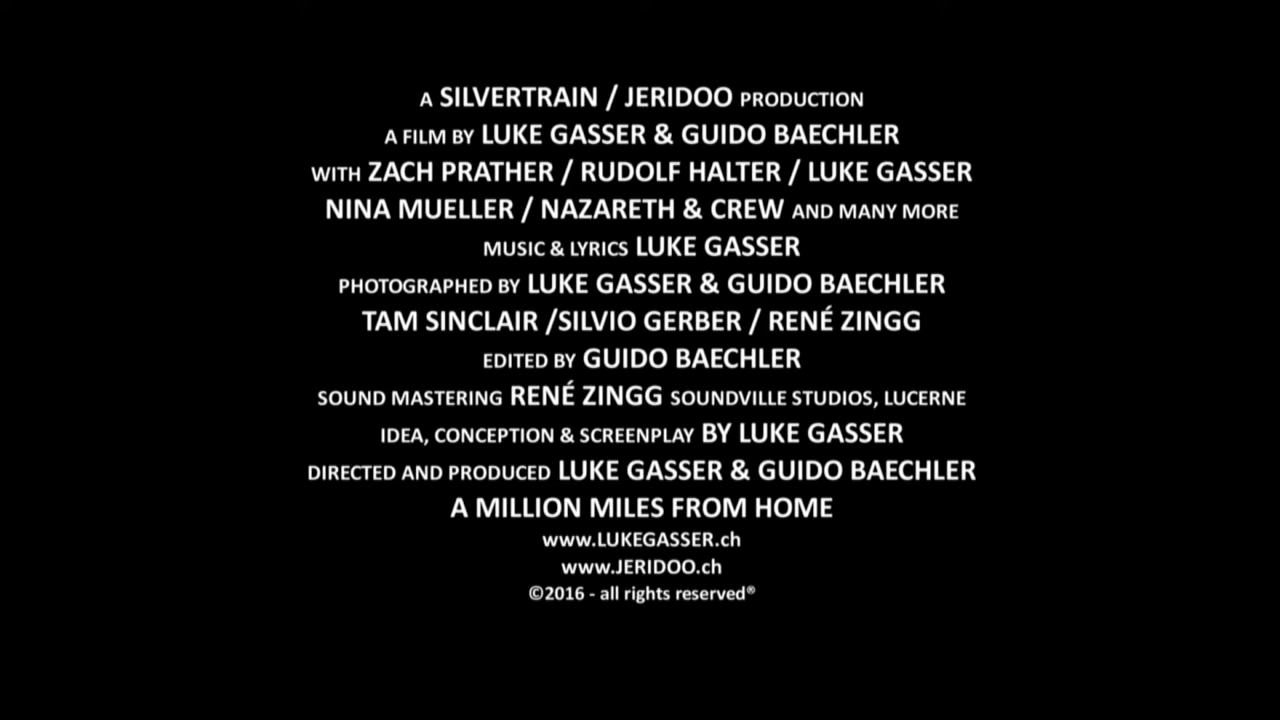 A SILVERTRAIN / JERIDOO PRODUCTION
A FILM BY LUKE GASSER & GUIDO BAECHLER
WITH ZACH PRATHER / RUDOLF HALTER / LUKE GASSER
NINA MUELLER / NAZARETH & CREW AND MANY MORE
MUSIC & LYRICS LUKE GASSER
PHOTOGRAPHED BY LUKE GASSER & GUIDO BAECHLER
TAM SINCLAIR /SILVIO GERBER / RENÉ ZINGG
EDITED BY GUIDO BAECHLER
SOUND MASTERING RENÉ ZINGG SOUNDVILLE STUDIOS, LUCERNE
IDEA, CONCEPTION & SCREENPLAY BY LUKE GASSER
DIRECTED AND PRODUCED LUKE GASSER & GUIDO BAECHLER
A MILLION MILES FROM HOME
www.LUKEGASSER.ch
www.JERIDOO.ch
©2016 - all rights reserved®